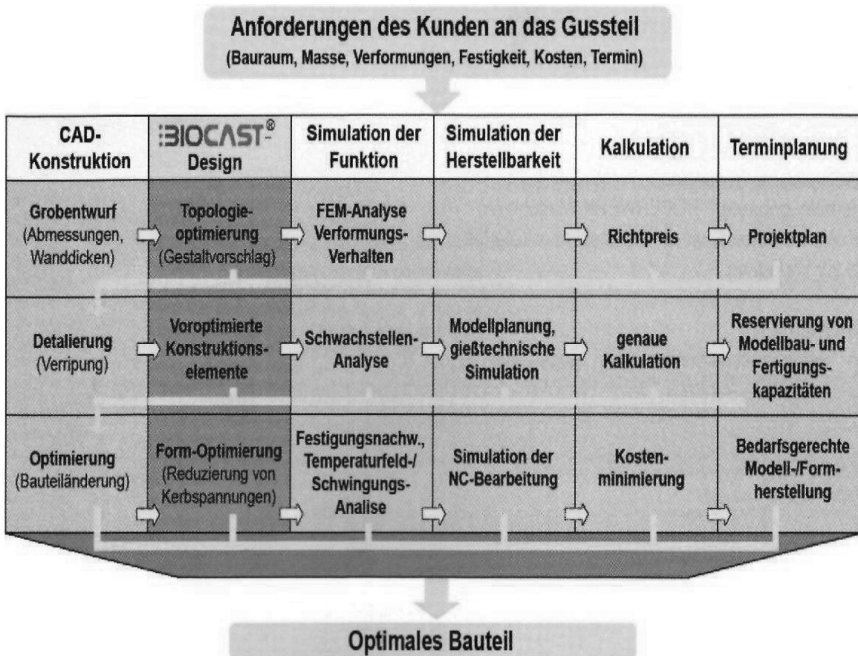 Anforderungen des Kunden an das Gussteil
(Bauraum, Masse, Verformungen, Festigkeit, Kosten, Termin)
CAD-
Konstruktion
BIOCAST®
Design
Simulation der
Funktion
Simulation der
Herstellbarkeit
Kalkulation
Terminplanung
Grobentwurf
(Abmessungen,
Wanddicken)
Topologie-
optimierung
(Gestaltvorschlag)
FEM-Analyse
Verformungs-
Verhalten
Richtpreis
Projektplan
Detalierung
(Verripung)
Voroptimierte
Konstruktions-
elemente
Schwachstellen-
Analyse
Modellplanung,
gießtechnische
Simulation
genaue
Kalkulation
Reservierung von
Modellbau- und
Fertigungs-
kapazitäten
Optimierung
(Bauteiländerung)
Form-Optimierung
(Reduzierung von
Kerbspannungen)
Festigungsnachw.,
Temperaturfeld-/
Schwingungs-
Analise
Simulation der
NC-Bearbeitung
Kosten-
minimierung
Bedarfsgerechte
Modell-/Form-
herstellung
Optimales Bauteil